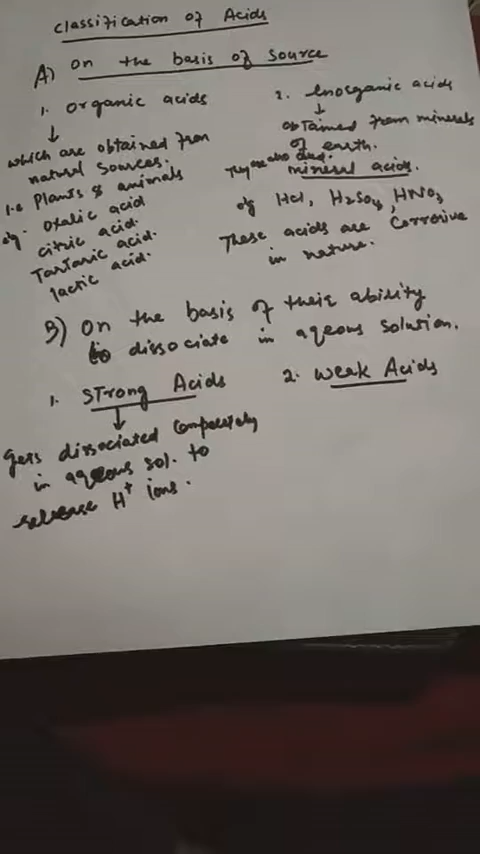 Classification of Acids
A) on the basis of source
1. organic acids
↓
which are obtained from
natural sources.
i.e Plants & animals
eg. Oxalic acid
citric acid.
Tartaric acid.
lactic acid.
2. Inorganic acids
↓
obtained from minerals
of earth.
They are also
mineral acids.
eg HCl, H2SO4, HNO3
These acids are Corrosive
in nature.
B) on the basis of their ability
to dissociate in aqeous solution.
1. STrong Acids
↓
gets dissociated completely
in aqeous sol. to
release H+ ions.
2. weak Acids